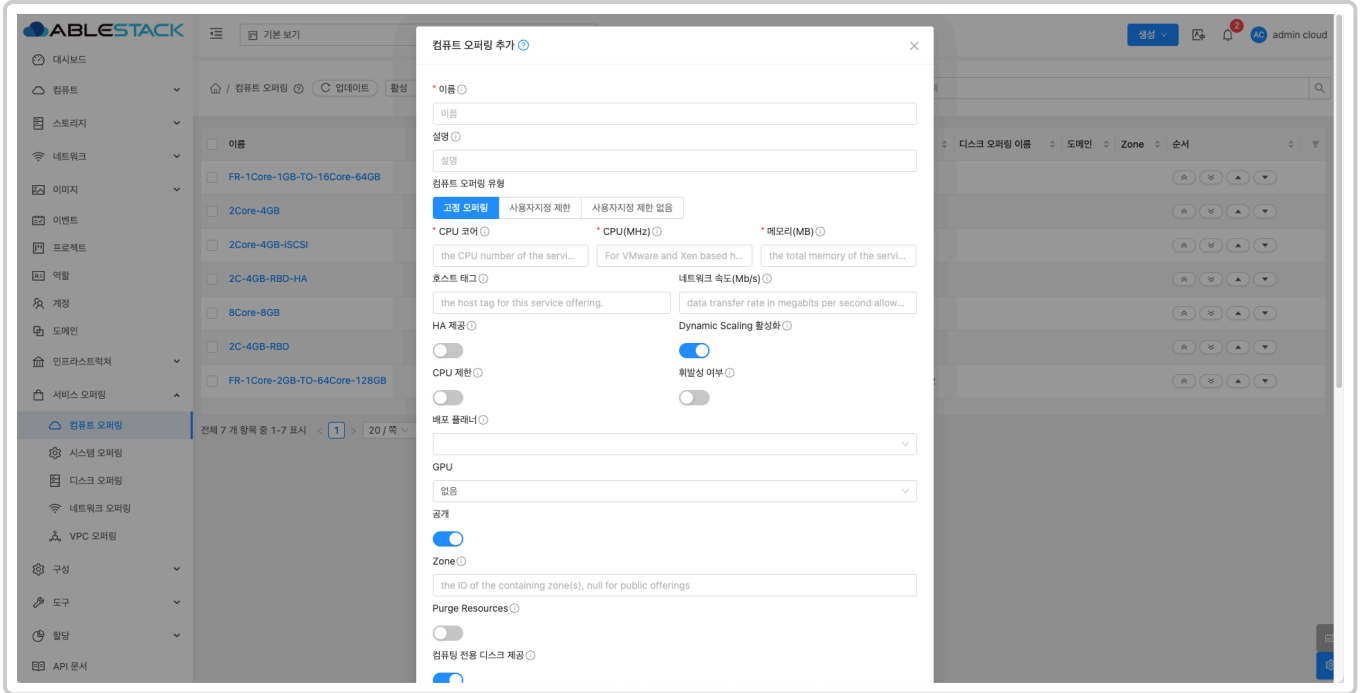 ABLESTACK
기본 보기
생성
2
AC admin cloud
대시보드
컴퓨트
스토리지
네트워크
이미지
이벤트
프로젝트
역할
계정
도메인
인프라스트럭쳐
서비스 오퍼링
컴퓨트 오퍼링
시스템 오퍼링
디스크 오퍼링
네트워크 오퍼링
VPC 오퍼링
구성
도구
할당
API 문서
/ 컴퓨트 오퍼링 업데이트 활성
이름 디스크 오퍼링 이름 도메인 Zone 순서
FR-1Core-1GB-TO-16Core-64GB
2Core-4GB
2Core-4GB-iSCSI
2C-4GB-RBD-HA
8Core-8GB
2C-4GB-RBD
FR-1Core-2GB-TO-64Core-128GB
전체 7 개 항목 중 1-7 표시 < 1 > 20 / 쪽
컴퓨트 오퍼링 추가
* 이름
이름
설명
설명
컴퓨트 오퍼링 유형
고정 오퍼링 사용자지정 제한 사용자지정 제한 없음
* CPU 코어 * CPU(MHz) * 메모리(MB)
the CPU number of the servi... For VMware and Xen based h... the total memory of the servi...
호스트 태그 네트워크 속도(Mb/s)
the host tag for this service offering. data transfer rate in megabits per second allow...
HA 제공 Dynamic Scaling 활성화
CPU 제한 휘발성 여부
배포 플래너
GPU
없음
공개
Zone
the ID of the containing zone(s), null for public offerings
Purge Resources
컴퓨팅 전용 디스크 제공